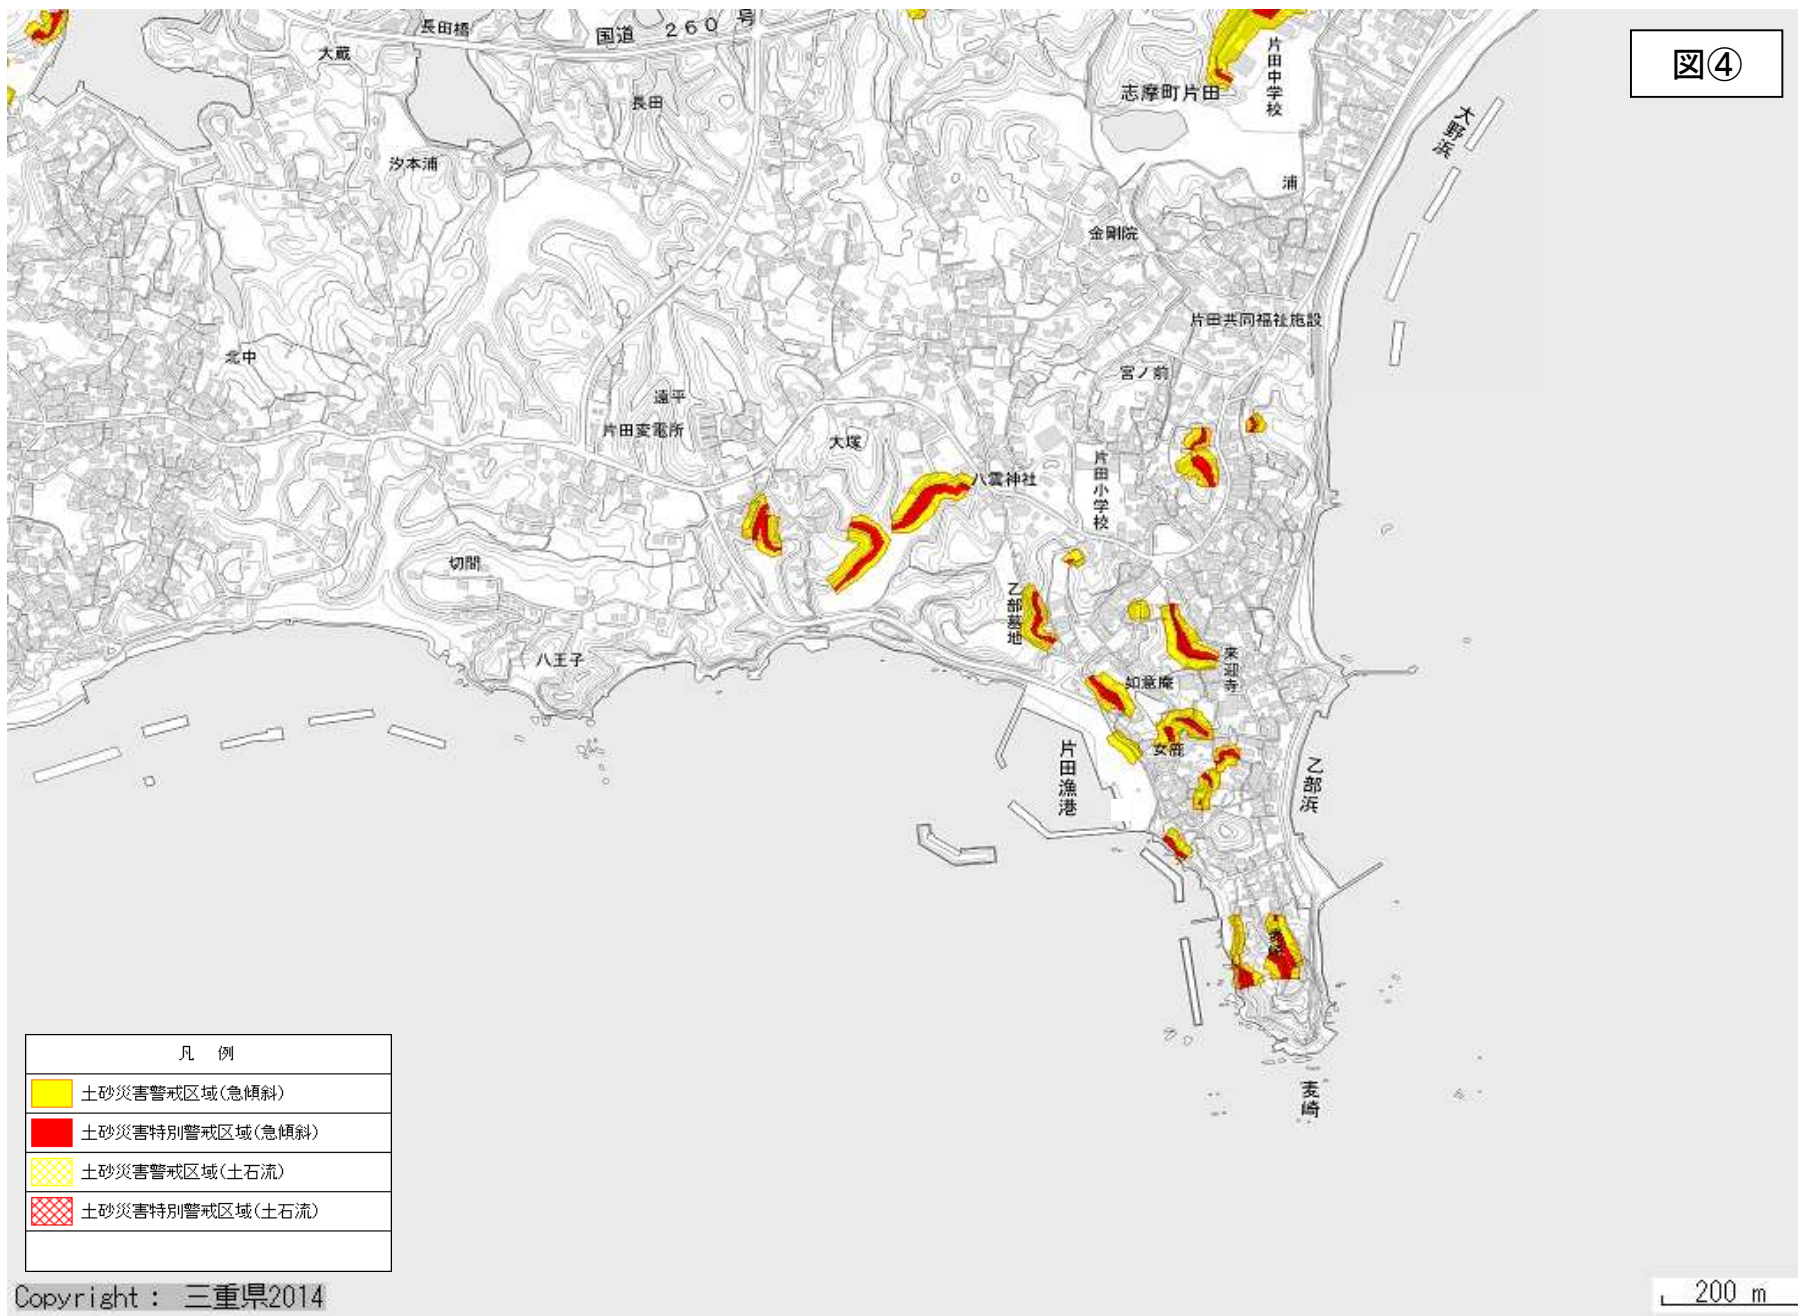 図④
国道 260号
長田橋
大蔵
長田
汐本浦
志摩町片田
片田中学校
大野浜
浦
金剛院
片田共同福祉施設
北中
宮ノ前
遠平
片田変電所
大塚
八雲神社
片田小学校
切間
乙部墓地
八王子
来迎寺
如意庵
女鹿
片田漁港
乙部浜
麦崎
凡 例
土砂災害警戒区域(急傾斜)
土砂災害特別警戒区域(急傾斜)
土砂災害警戒区域(土石流)
土砂災害特別警戒区域(土石流)
Copyright : 三重県2014
200 m